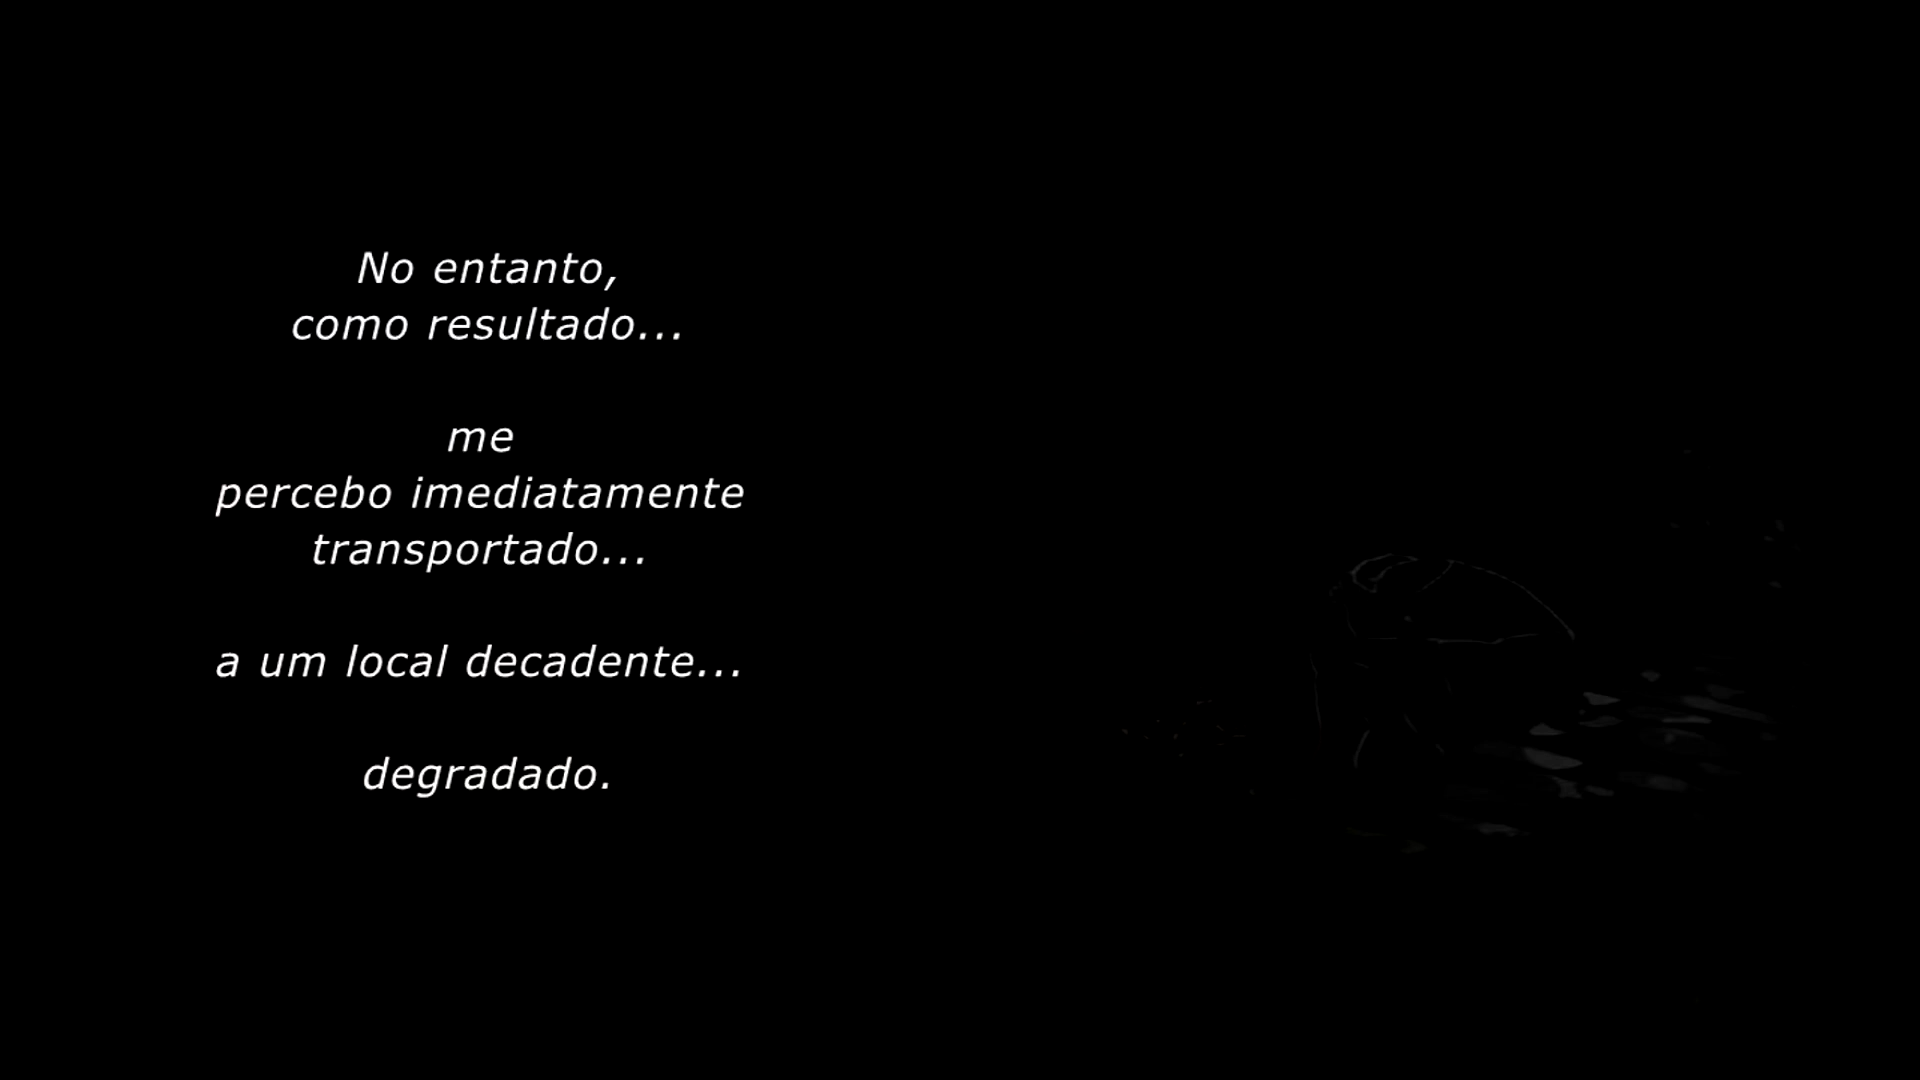 No entanto,
como resultado...
me
percebo imediatamente
transportado...
a um local decadente...
degradado.